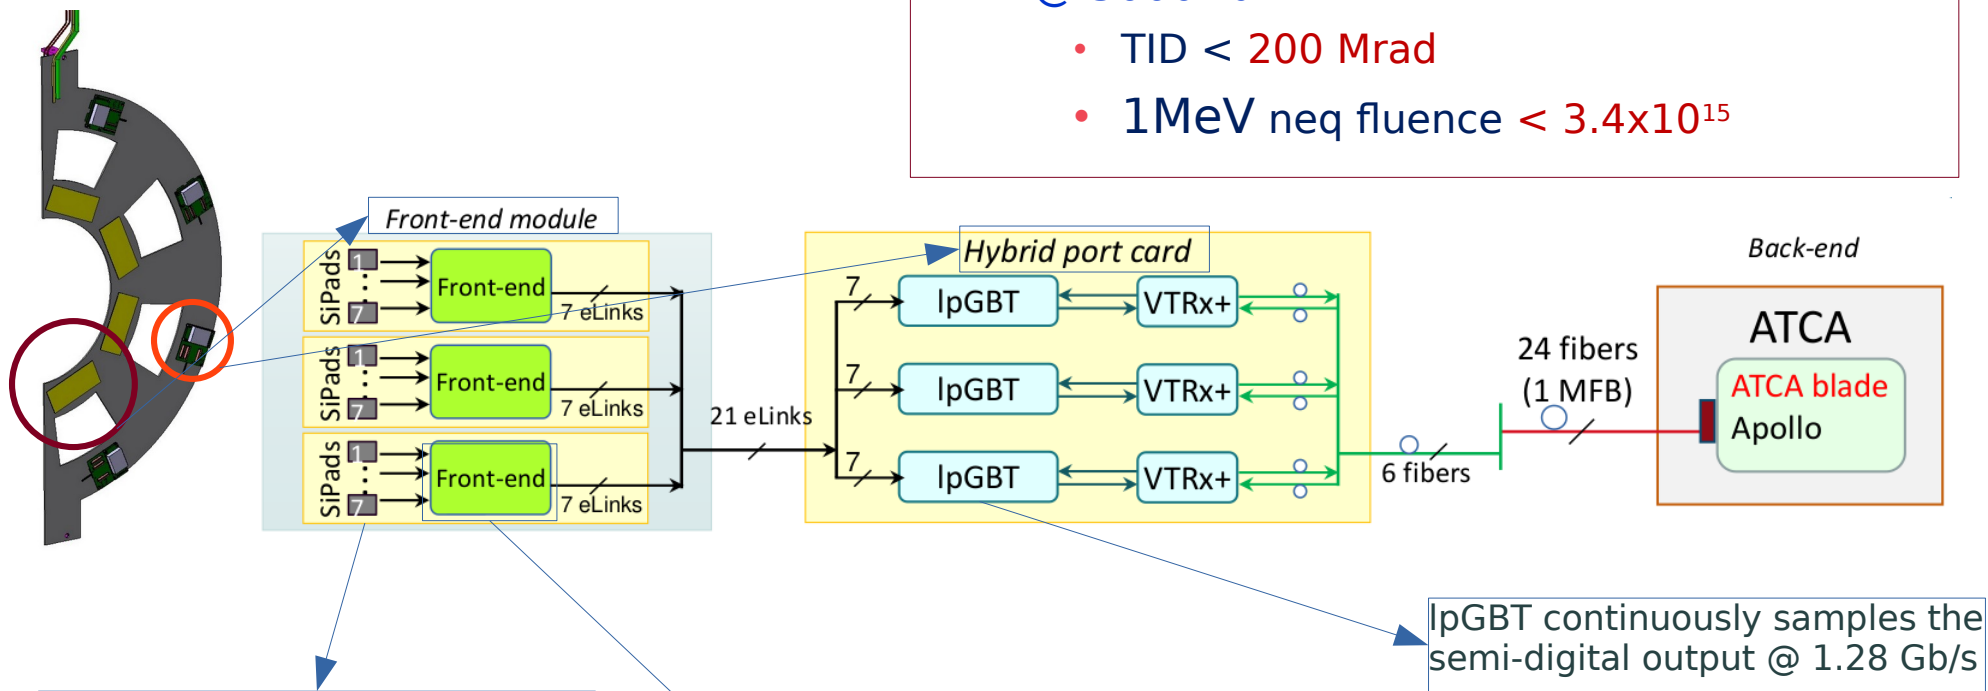 TID < 200 Mrad
1MeV neq fluence < 3.4x10¹⁵
Front-end module
SiPads
1
7
Front-end
7 eLinks
SiPads
1
7
Front-end
7 eLinks
SiPads
1
7
Front-end
7 eLinks
21 eLinks
Hybrid port card
7
lpGBT
VTRx+
7
lpGBT
VTRx+
7
lpGBT
VTRx+
6 fibers
24 fibers
(1 MFB)
Back-end
ATCA
ATCA blade
Apollo
lpGBT continuously samples the
semi-digital output @ 1.28 Gb/s